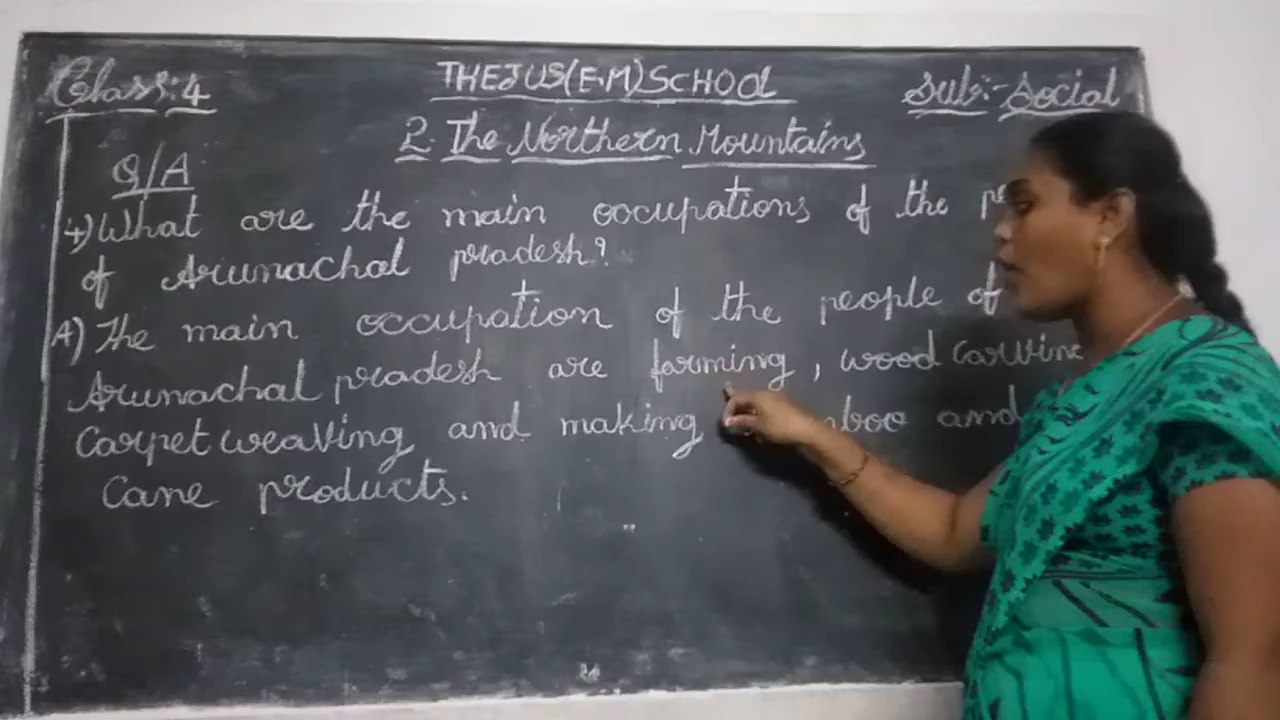 Class:4
THEJUS(E.M)SCHOOL
Sub:-Social
2. The Northern Mountains
Q/A
4) What are the main occupations of the
of Arunachal pradesh?
A) The main occupation of the people of
Arunachal pradesh are farming, wood
Carpet weaving and making and
Cane products.